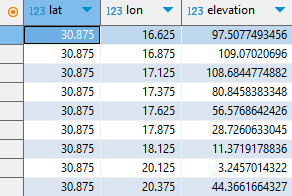 123 lat 123 lon 123 elevation
30.875 16.625 97.5077493456
30.875 16.875 109.07020696
30.875 17.125 108.6844774882
30.875 17.375 80.8458383348
30.875 17.625 56.5768642426
30.875 17.875 28.7260633045
30.875 18.125 11.3719178836
30.875 20.125 3.2457014322
30.875 20.375 44.3661664327